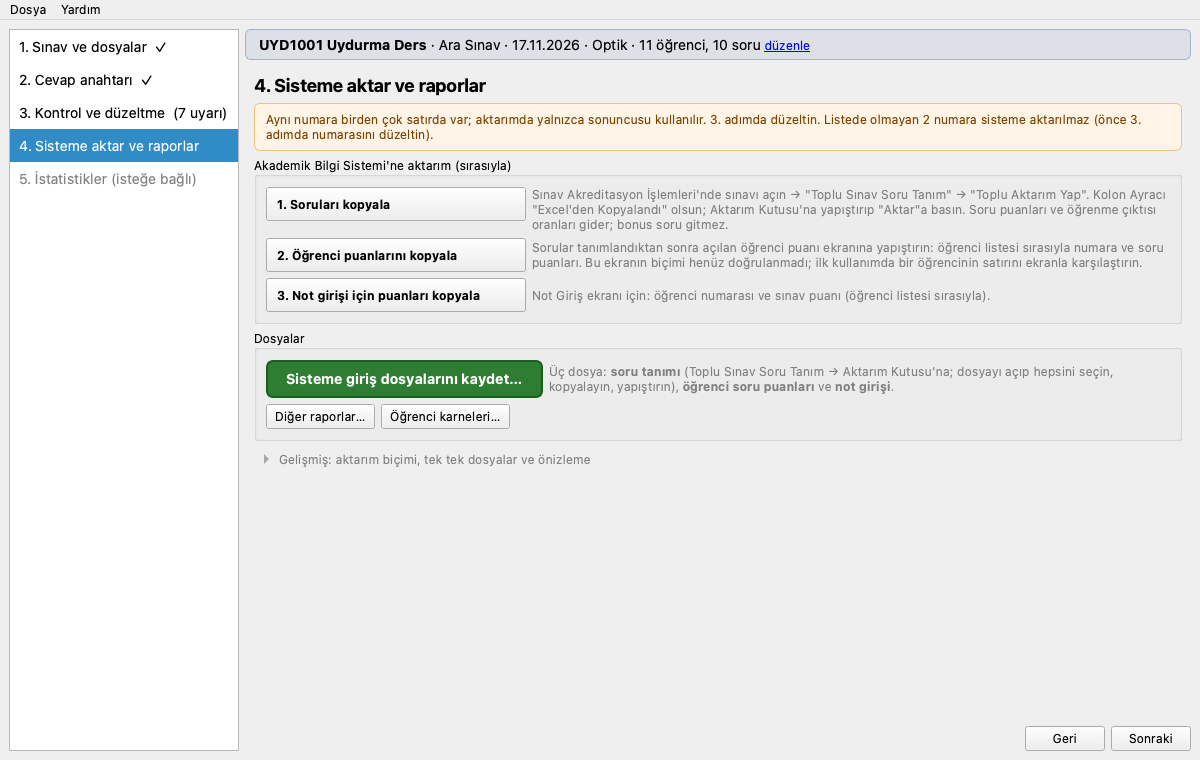 Dosya Yardım
1. Sınav ve dosyalar ✓
2. Cevap anahtarı ✓
3. Kontrol ve düzeltme (7 uyarı)
4. Sisteme aktar ve raporlar
5. İstatistikler (isteğe bağlı)
UYD1001 Uydurma Ders · Ara Sınav · 17.11.2026 · Optik · 11 öğrenci, 10 soru düzenle
4. Sisteme aktar ve raporlar
Aynı numara birden çok satırda var; aktarımda yalnızca sonuncusu kullanılır. 3. adımda düzeltin. Listede olmayan 2 numara sisteme aktarılmaz (önce 3.
adımda numarasını düzeltin).
Akademik Bilgi Sistemi'ne aktarım (sırasıyla)
1. Soruları kopyala
Sınav Akreditasyon İşlemleri'nde sınavı açın → "Toplu Sınav Soru Tanım" → "Toplu Aktarım Yap". Kolon Ayracı
"Excel'den Kopyalandı" olsun; Aktarım Kutusu'na yapıştırıp "Aktar"a basın. Soru puanları ve öğrenme çıktısı
oranları gider; bonus soru gitmez.
2. Öğrenci puanlarını kopyala
Sorular tanımlandıktan sonra açılan öğrenci puanı ekranına yapıştırın: öğrenci listesi sırasıyla numara ve soru
puanları. Bu ekranın biçimi henüz doğrulanmadı; ilk kullanımda bir öğrencinin satırını ekranla karşılaştırın.
3. Not girişi için puanları kopyala
Not Giriş ekranı için: öğrenci numarası ve sınav puanı (öğrenci listesi sırasıyla).
Dosyalar
Sisteme giriş dosyalarını kaydet...
Üç dosya: soru tanımı (Toplu Sınav Soru Tanım → Aktarım Kutusu'na; dosyayı açıp hepsini seçin,
kopyalayın, yapıştırın), öğrenci soru puanları ve not girişi.
Diğer raporlar... Öğrenci karneleri...
Gelişmiş: aktarım biçimi, tek tek dosyalar ve önizleme
Geri Sonraki